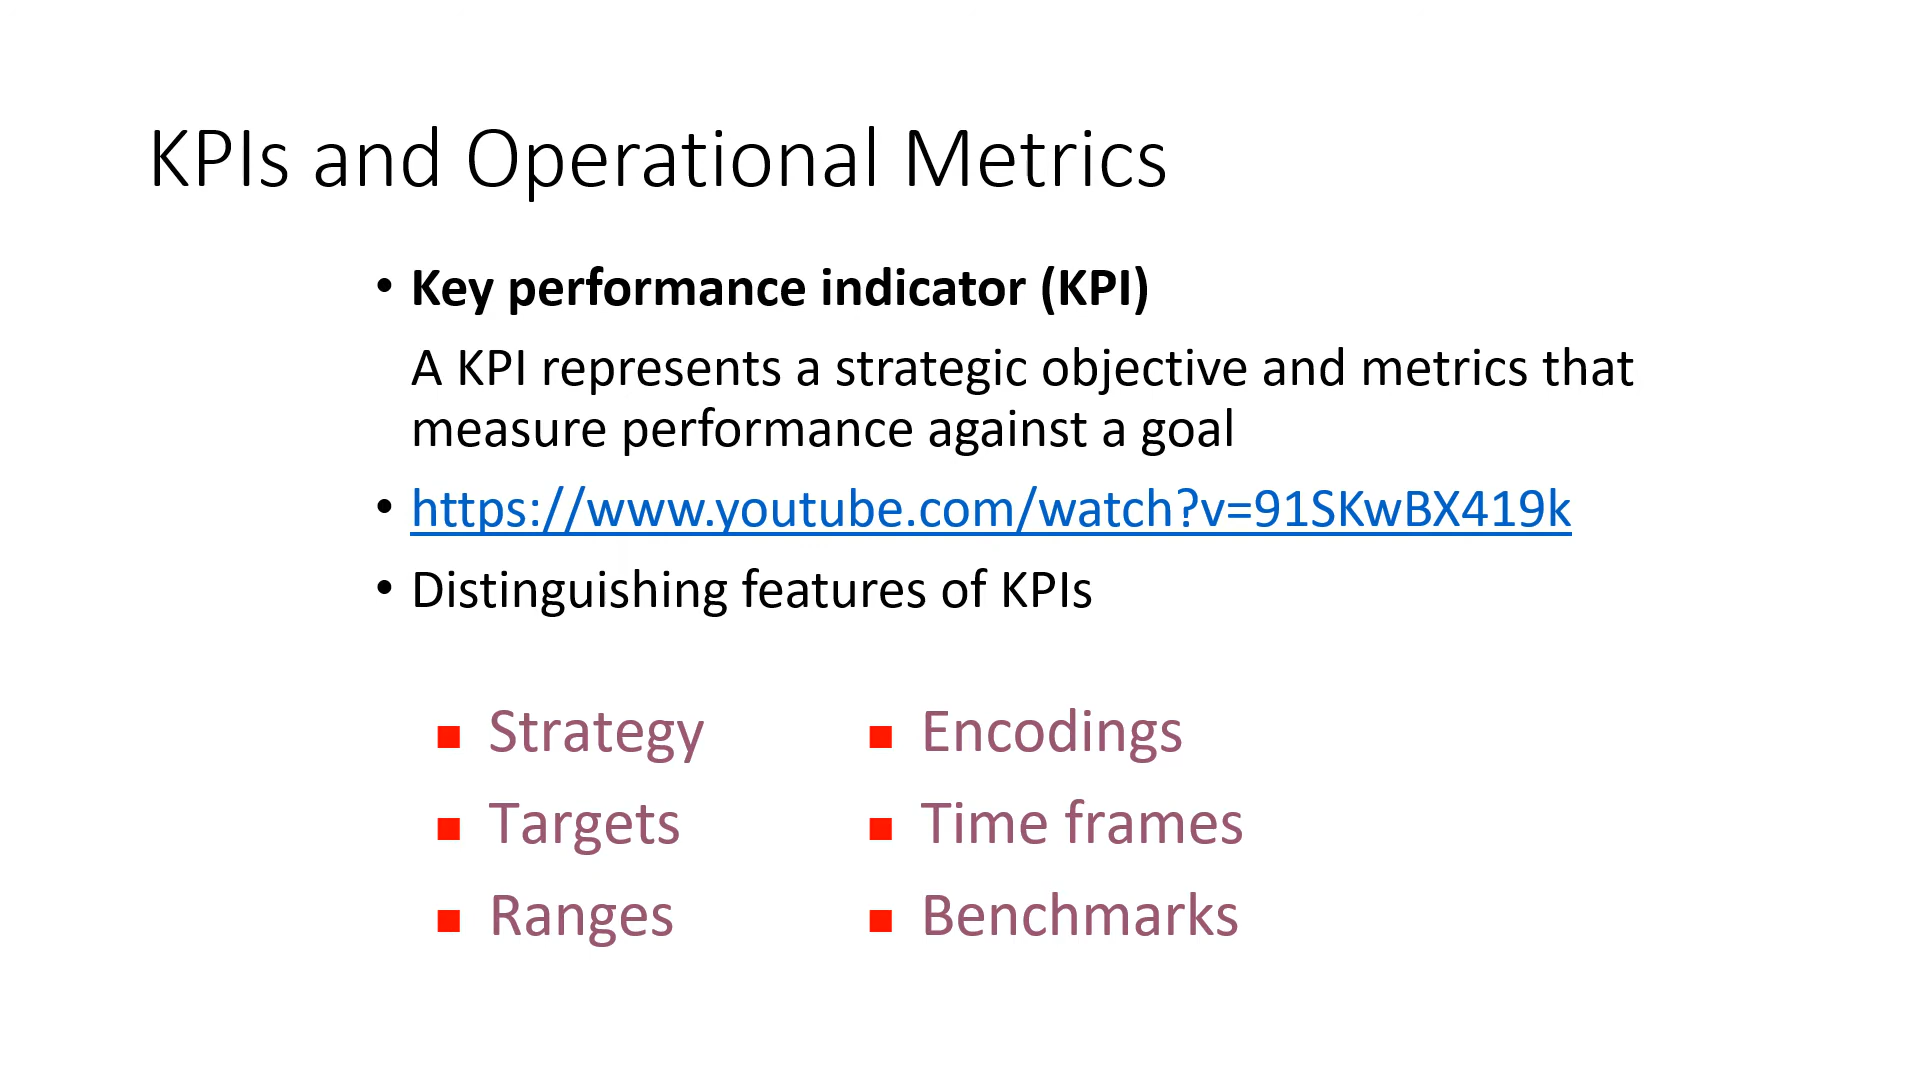 KPIs and Operational Metrics
• Key performance indicator (KPI)
A KPI represents a strategic objective and metrics that
measure performance against a goal
• https://www.youtube.com/watch?v=91SKwBX419k
• Distinguishing features of KPIs
■ Strategy
■ Targets
■ Ranges
■ Encodings
■ Time frames
■ Benchmarks